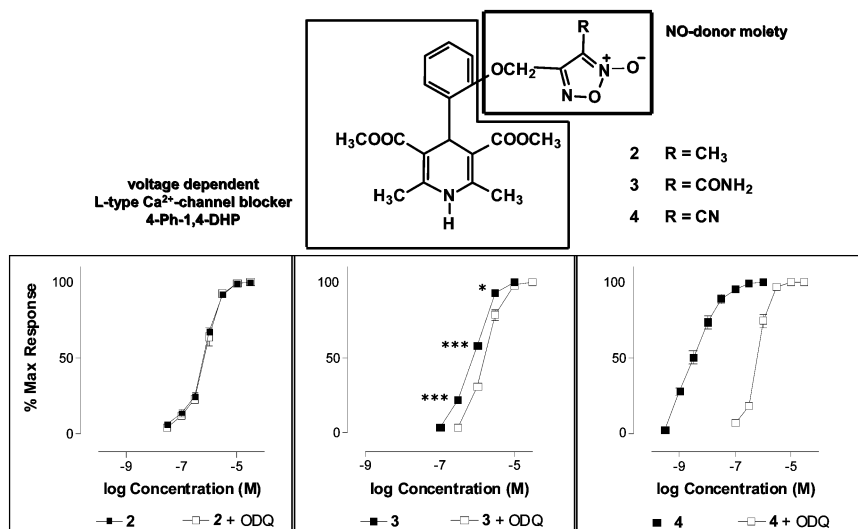 NO-donor moiety
R
OCH₂
N⁺
O⁻
N
O
H₃COOC
COOCH₃
H₃C
CH₃
N
H
voltage dependent
L-type Ca²⁺-channel blocker
4-Ph-1,4-DHP
2 R = CH₃
3 R = CONH₂
4 R = CN
% Max Response
100
50
0
-9 -7 -5
log Concentration (M)
2 2 + ODQ
100
50
0
*
***
***
-9 -7 -5
log Concentration (M)
3 3 + ODQ
100
50
0
-9 -7 -5
log Concentration (M)
4 4 + ODQ